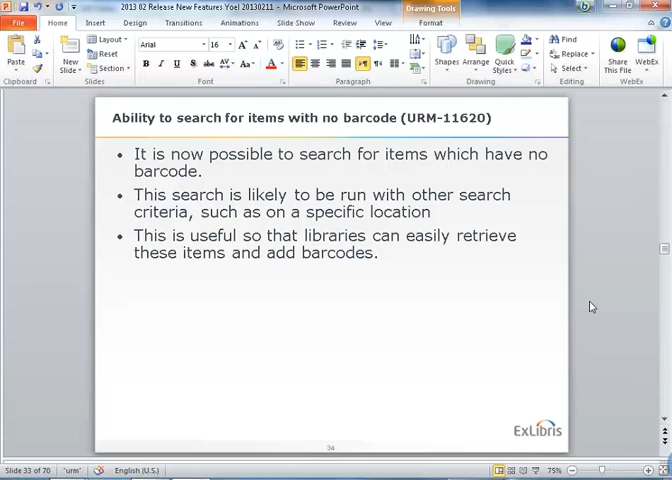 2013 02 Release New Features Yoel 20130211 - Microsoft PowerPoint
Drawing Tools
File Home Insert Design Transitions Animations Slide Show Review View Format
Paste
Clipboard
New
Slide
Layout
Reset
Section
Slides
Arial 16
B I U S abc AV Aa A
Font
Paragraph
Shapes Arrange Quick
Styles
Drawing
Find
Replace
Select
Editing
Share
This File
WebEx
WebEx
Ability to search for items with no barcode (URM-11620)
• It is now possible to search for items which have no
barcode.
• This search is likely to be run with other search
criteria, such as on a specific location
• This is useful so that libraries can easily retrieve
these items and add barcodes.
ExLibris
34
Slide 33 of 70 "urm" English (U.S.) 75%